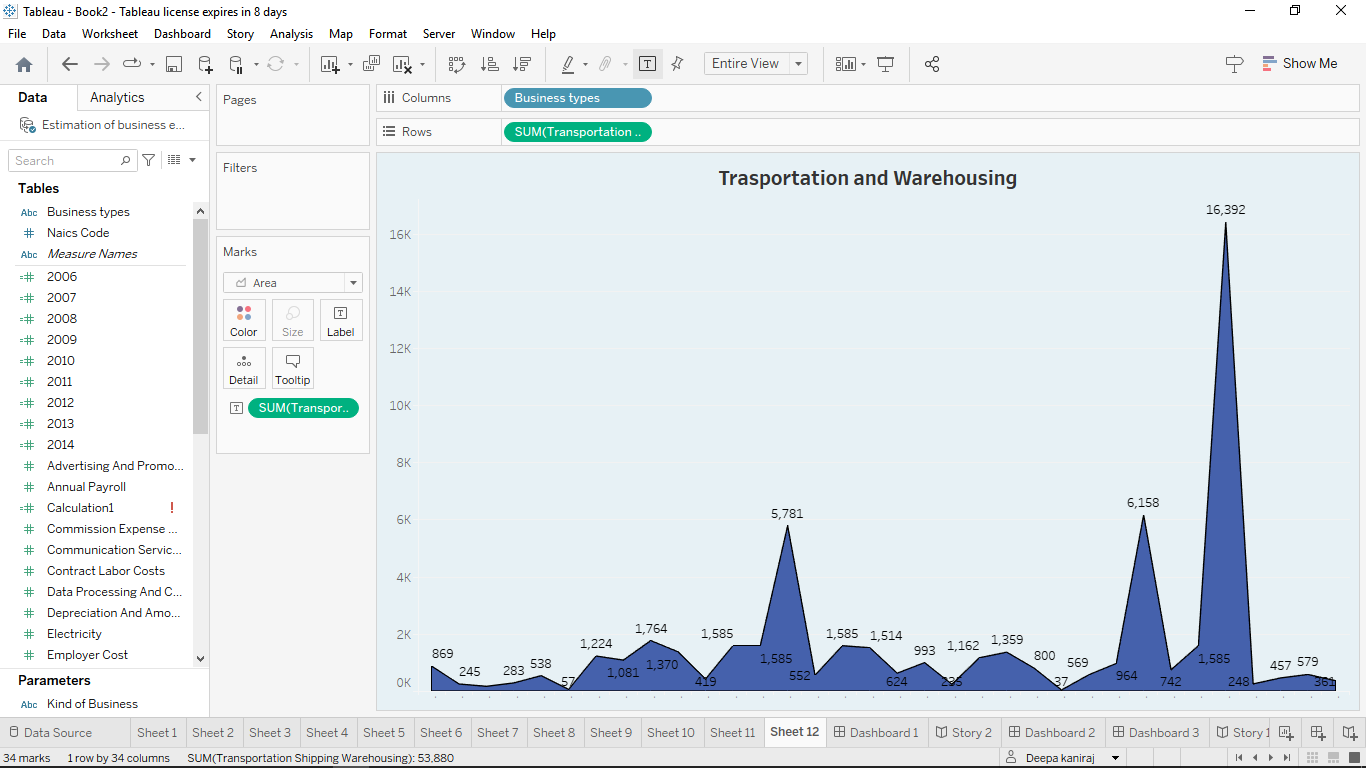 Tableau - Book2 - Tableau license expires in 8 days
File Data Worksheet Dashboard Story Analysis Map Format Server Window Help
Entire View
Show Me
Data Analytics
Estimation of business e...
Search
Tables
Abc Business types
# Naics Code
Abc Measure Names
=# 2006
=# 2007
=# 2008
=# 2009
=# 2010
=# 2011
=# 2012
=# 2013
=# 2014
# Advertising And Promo...
# Annual Payroll
=# Calculation1 !
# Commission Expense ...
# Communication Servic...
# Contract Labor Costs
# Data Processing And C...
# Depreciation And Amo...
# Electricity
# Employer Cost
Parameters
Abc Kind of Business
Pages
Filters
Marks
Area
Color Size Label
Detail Tooltip
SUM(Transpor..
Columns Business types
Rows SUM(Transportation ..
Trasportation and Warehousing
16K
14K
12K
10K
8K
6K
4K
2K
0K
869
245
283
538
57
1,224
1,081
1,764
1,370
419
1,585
1,585
5,781
552
1,585
1,514
624
993
235
1,162
1,359
800
37
569
964
6,158
742
1,585
16,392
248
457
579
361
Data Source Sheet 1 Sheet 2 Sheet 3 Sheet 4 Sheet 5 Sheet 6 Sheet 7 Sheet 8 Sheet 9 Sheet 10 Sheet 11 Sheet 12 Dashboard 1 Story 2 Dashboard 2 Dashboard 3 Story 1
34 marks 1 row by 34 columns SUM(Transportation Shipping Warehousing): 53,880
Deepa kaniraj